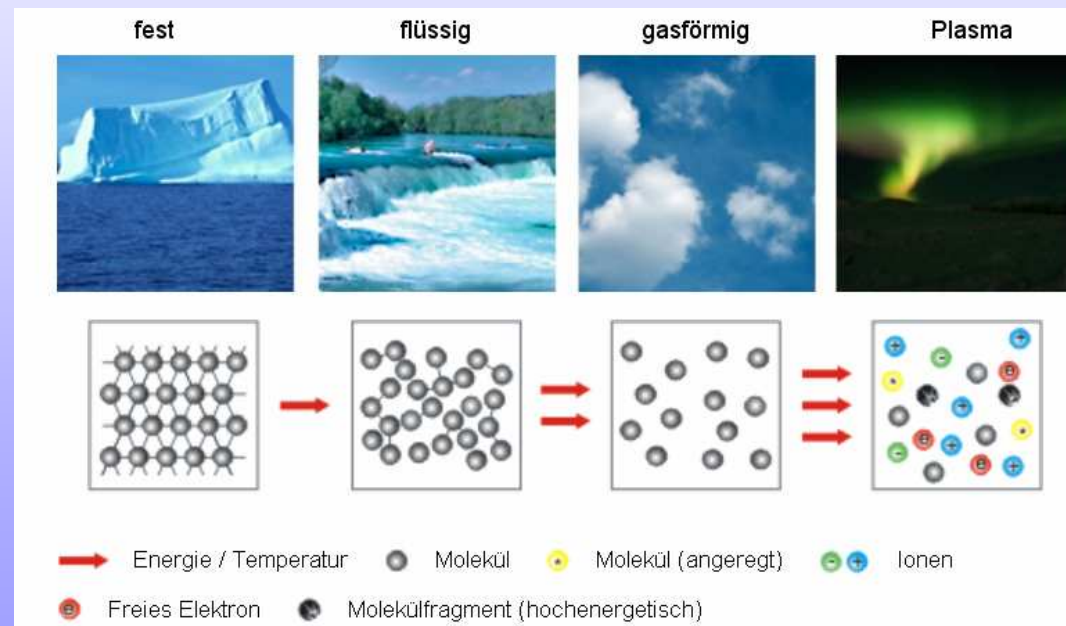 fest flüssig gasförmig Plasma
Energie / Temperatur Molekül Molekül (angeregt) Ionen
Freies Elektron Molekülfragment (hochenergetisch)